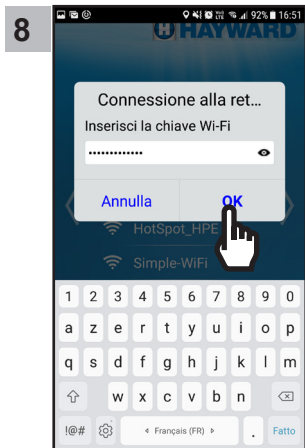 8
92% 16:51
HAYWARD
Connessione alla ret...
Inserisci la chiave Wi-Fi
•••••••••••••
Annulla OK
HotSpot_HPE
Simple-WiFi
1 2 3 4 5 6 7 8 9 0
a z e r t y u i o p
q s d f g h j k l m
w x c v b n
!@# Français (FR) . Fatto